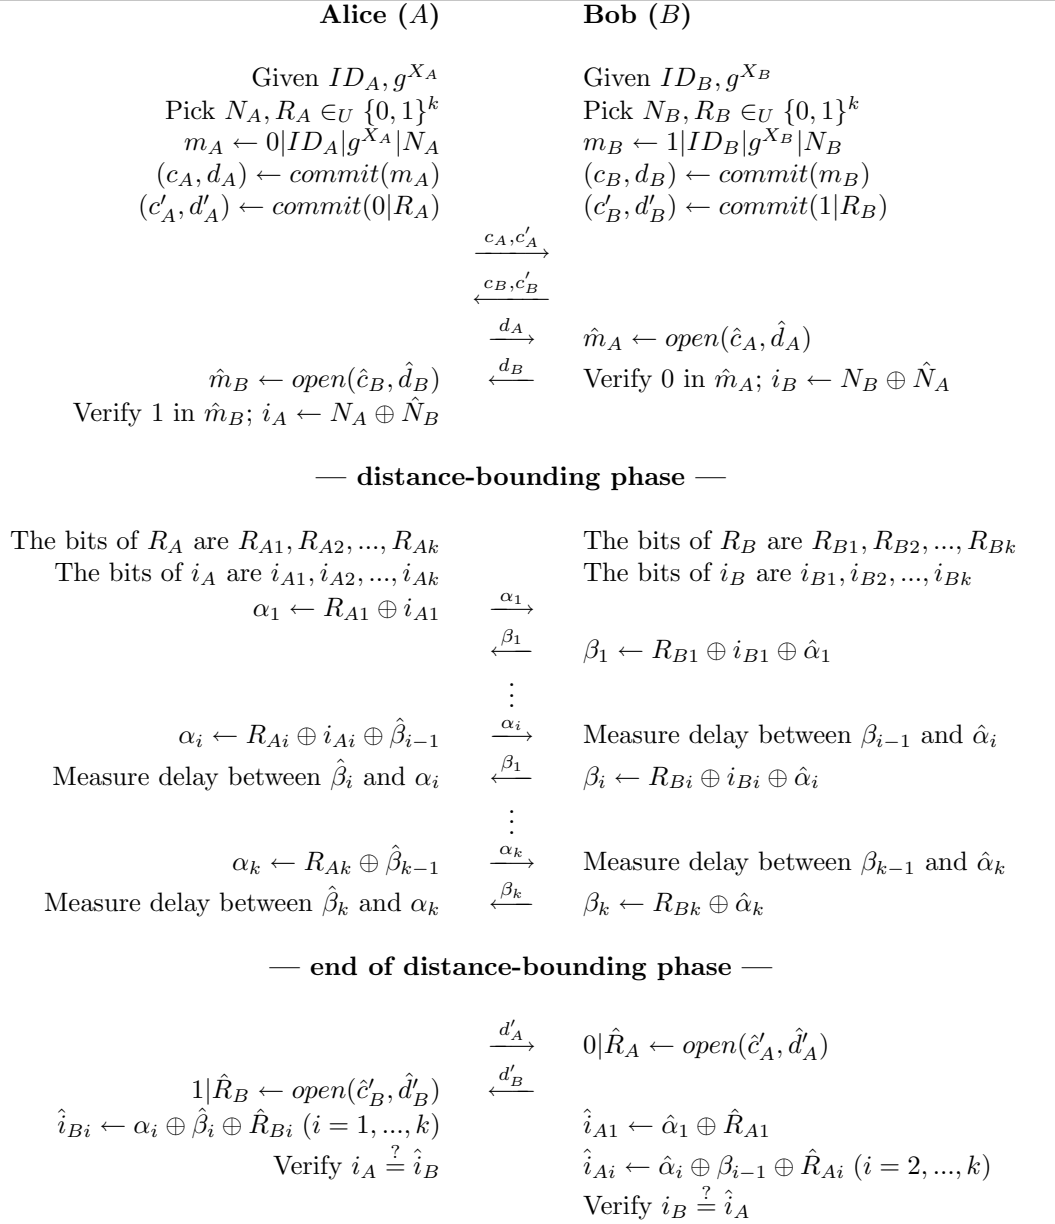 Alice (A) Bob (B)
Given ID_A, g^{X_A} Given ID_B, g^{X_B}
Pick N_A, R_A ∈_U {0, 1}^k Pick N_B, R_B ∈_U {0, 1}^k
m_A ← 0|ID_A|g^{X_A}|N_A m_B ← 1|ID_B|g^{X_B}|N_B
(c_A, d_A) ← commit(m_A) (c_B, d_B) ← commit(m_B)
(c′_A, d′_A) ← commit(0|R_A) (c′_B, d′_B) ← commit(1|R_B)
c_A,c′_A
c_B,c′_B
d_A m̂_A ← open(ĉ_A, d̂_A)
m̂_B ← open(ĉ_B, d̂_B) d_B Verify 0 in m̂_A; i_B ← N_B ⊕ N̂_A
Verify 1 in m̂_B; i_A ← N_A ⊕ N̂_B
— distance-bounding phase —
The bits of R_A are R_{A1}, R_{A2}, ..., R_{Ak} The bits of R_B are R_{B1}, R_{B2}, ..., R_{Bk}
The bits of i_A are i_{A1}, i_{A2}, ..., i_{Ak} The bits of i_B are i_{B1}, i_{B2}, ..., i_{Bk}
α_1 ← R_{A1} ⊕ i_{A1} α_1
β_1 β_1 ← R_{B1} ⊕ i_{B1} ⊕ α̂_1
⋮
α_i ← R_{Ai} ⊕ i_{Ai} ⊕ β̂_{i−1} α_i Measure delay between β_{i−1} and α̂_i
Measure delay between β̂_i and α_i β_1 β_i ← R_{Bi} ⊕ i_{Bi} ⊕ α̂_i
⋮
α_k ← R_{Ak} ⊕ β̂_{k−1} α_k Measure delay between β_{k−1} and α̂_k
Measure delay between β̂_k and α_k β_k β_k ← R_{Bk} ⊕ α̂_k
— end of distance-bounding phase —
d′_A 0|R̂_A ← open(ĉ′_A, d̂′_A)
1|R̂_B ← open(ĉ′_B, d̂′_B) d′_B
î_{Bi} ← α_i ⊕ β̂_i ⊕ R̂_{Bi} (i = 1, ..., k) î_{A1} ← α̂_1 ⊕ R̂_{A1}
Verify i_A ≟ î_B î_{Ai} ← α̂_i ⊕ β_{i−1} ⊕ R̂_{Ai} (i = 2, ..., k)
Verify i_B ≟ î_A